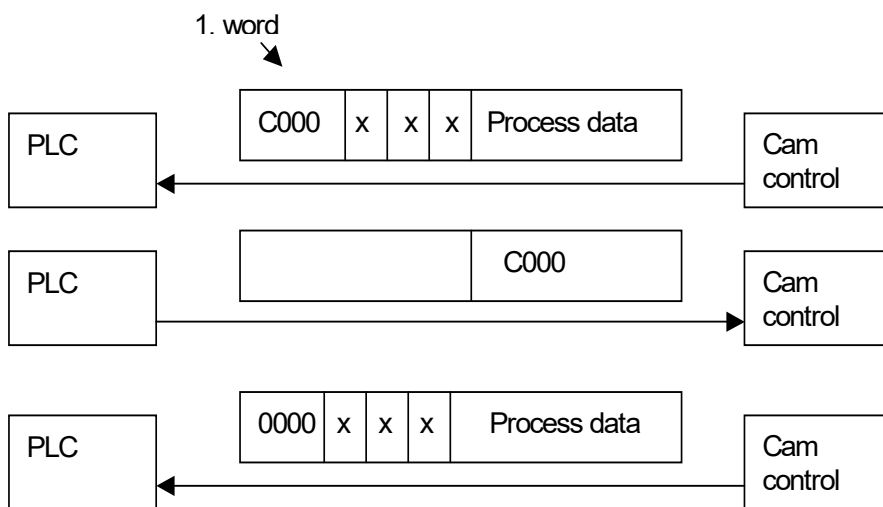 1. word
C000 x x x Process data
PLC
Cam
control
C000
PLC
Cam
control
0000 x x x Process data
PLC
Cam
control